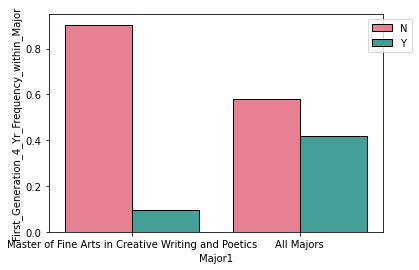 First_Generation_4_Yr_Frequency_within_Major
0.8
0.6
0.4
0.2
0.0
N
Y
Master of Fine Arts in Creative Writing and Poetics
All Majors
Major1